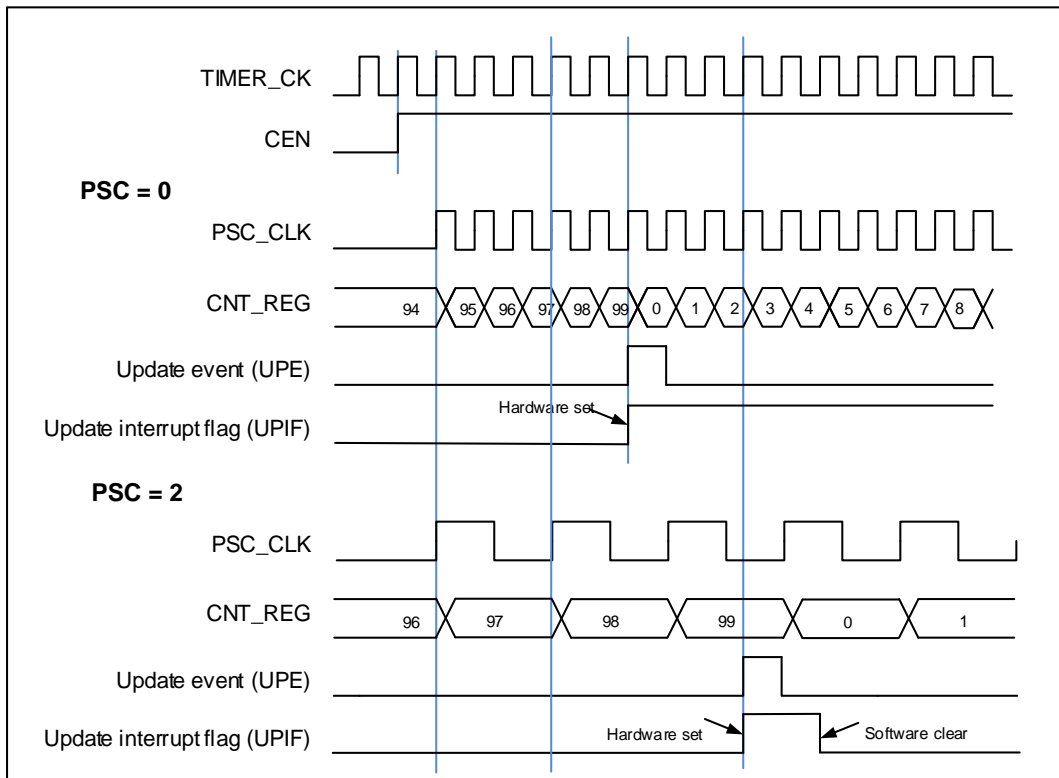 TIMER_CK
CEN
PSC = 0
PSC_CLK
CNT_REG 94 95 96 97 98 99 0 1 2 3 4 5 6 7 8
Update event (UPE)
Hardware set
Update interrupt flag (UPIF)
PSC = 2
PSC_CLK
CNT_REG 96 97 98 99 0 1
Update event (UPE)
Update interrupt flag (UPIF) Hardware set Software clear